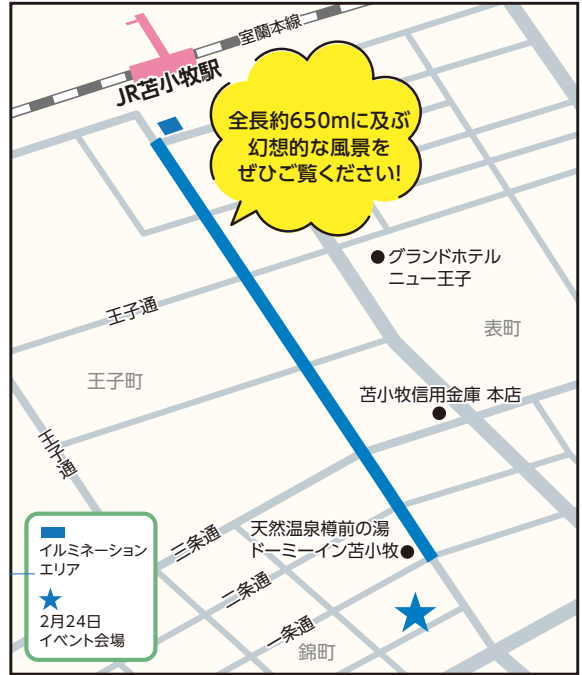 室蘭本線
JR苫小牧駅
全長約650mに及ぶ
幻想的な風景を
ぜひご覧ください!
グランドホテル
ニュー王子
王子通
表町
王子町
苫小牧信用金庫 本店
王子通
天然温泉樽前の湯
ドーミーイン苫小牧
三条通
二条通
一条通
錦町
イルミネーション
エリア
2月24日
イベント会場